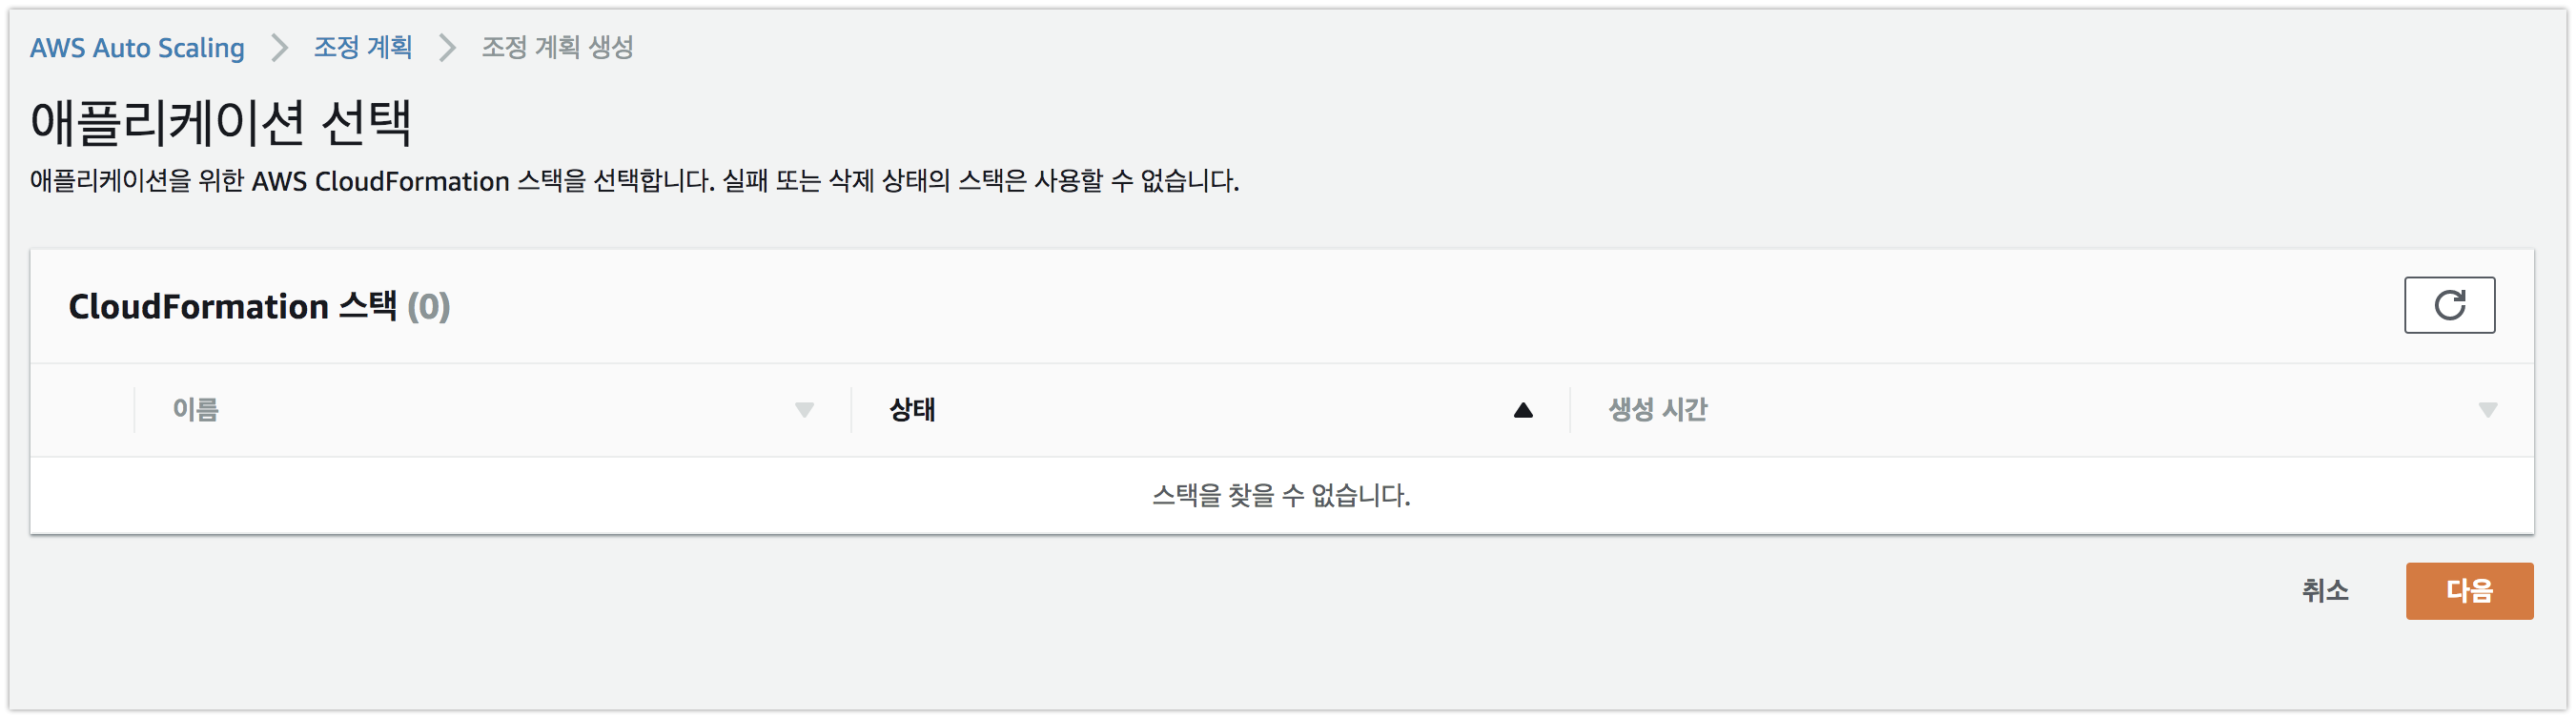 AWS Auto Scaling > 조정 계획 > 조정 계획 생성
애플리케이션 선택
애플리케이션을 위한 AWS CloudFormation 스택을 선택합니다. 실패 또는 삭제 상태의 스택은 사용할 수 없습니다.
CloudFormation 스택 (0)
이름 상태 생성 시간
스택을 찾을 수 없습니다.
취소 다음